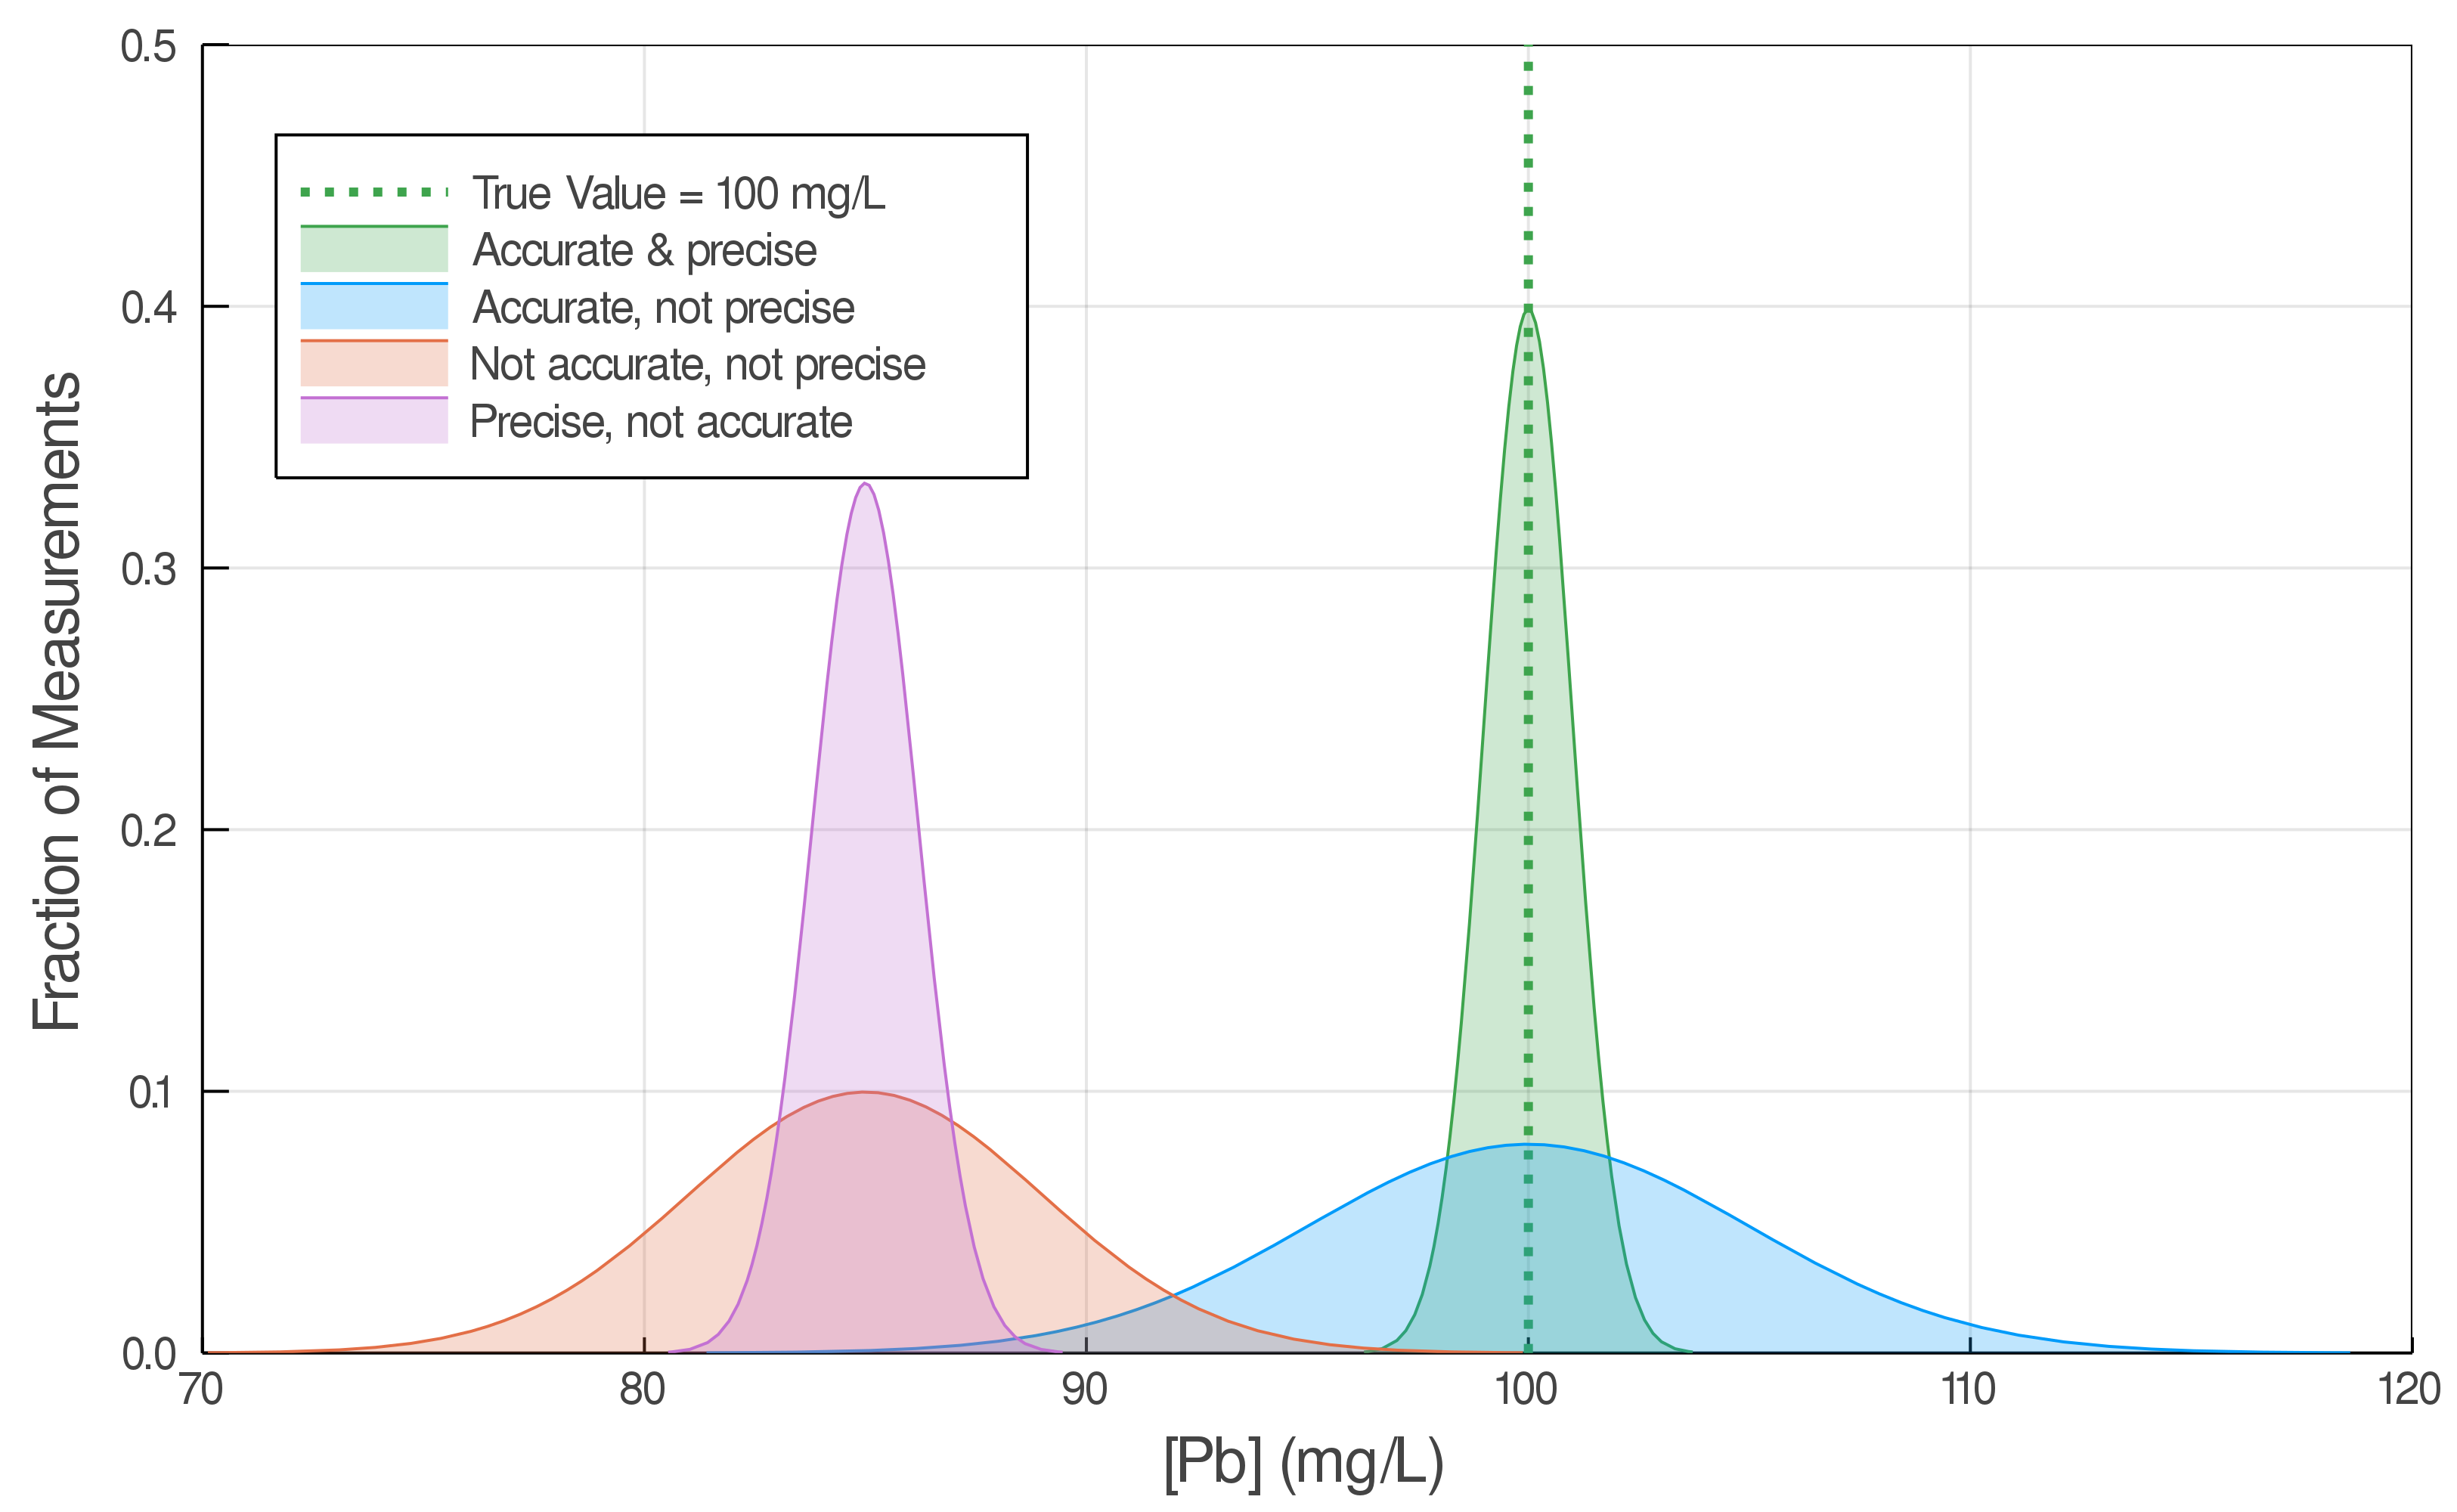 0.5
0.4
0.3
0.2
0.1
0.0
Fraction of Measurements
True Value = 100 mg/L
Accurate & precise
Accurate, not precise
Not accurate, not precise
Precise, not accurate
70 80 90 100 110 120
[Pb] (mg/L)